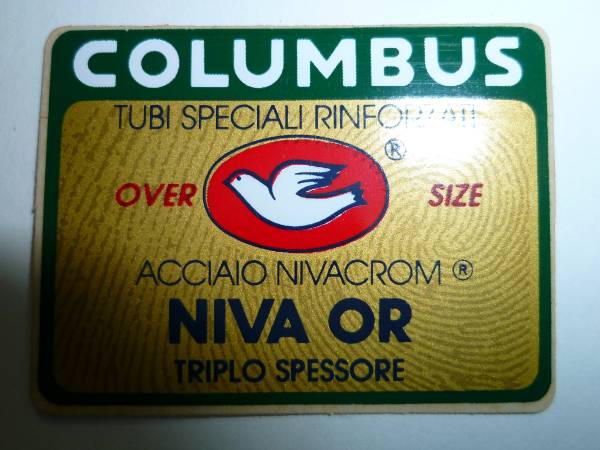 COLUMBUS
TUBI SPECIALI RINFORZATI
®
OVER SIZE
ACCIAIO NIVACROM ®
NIVA OR
TRIPLO SPESSORE